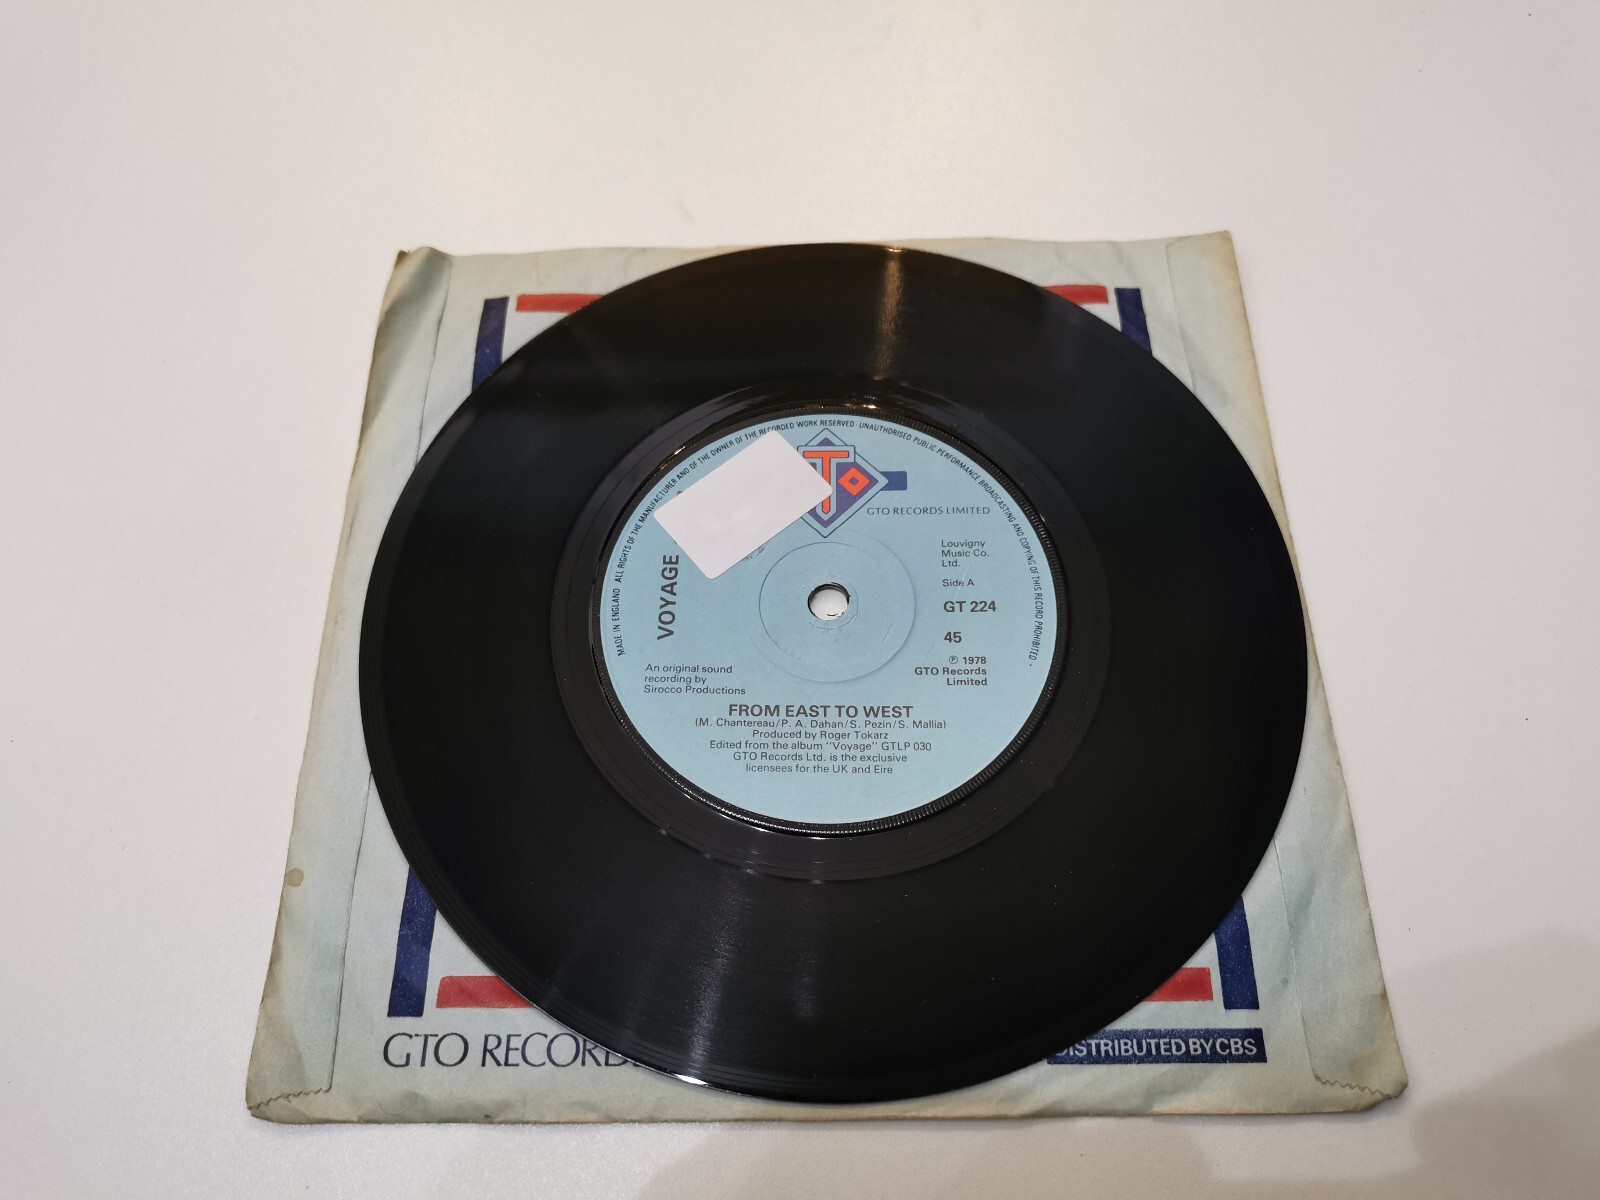 MADE IN ENGLAND · ALL RIGHTS OF THE MANUFACTURER AND OF THE OWNER OF THE RECORDED WORK RESERVED · UNAUTHORISED PUBLIC PERFORMANCE BROADCASTING AND COPYING OF THIS RECORD PROHIBITED ·
TO
GTO RECORDS LIMITED
VOYAGE
Louvigny
Music Co.
Ltd.
Side A
GT 224
45
℗ 1978
GTO Records
Limited
An original sound
recording by
Sirocco Productions
FROM EAST TO WEST
(M. Chantereau/P. A. Dahan/S. Pezin/S. Mallia)
Produced by Roger Tokarz
Edited from the album "Voyage" GTLP 030
GTO Records Ltd. is the exclusive
licensees for the UK and Eire
GTO RECORDS
DISTRIBUTED BY CBS